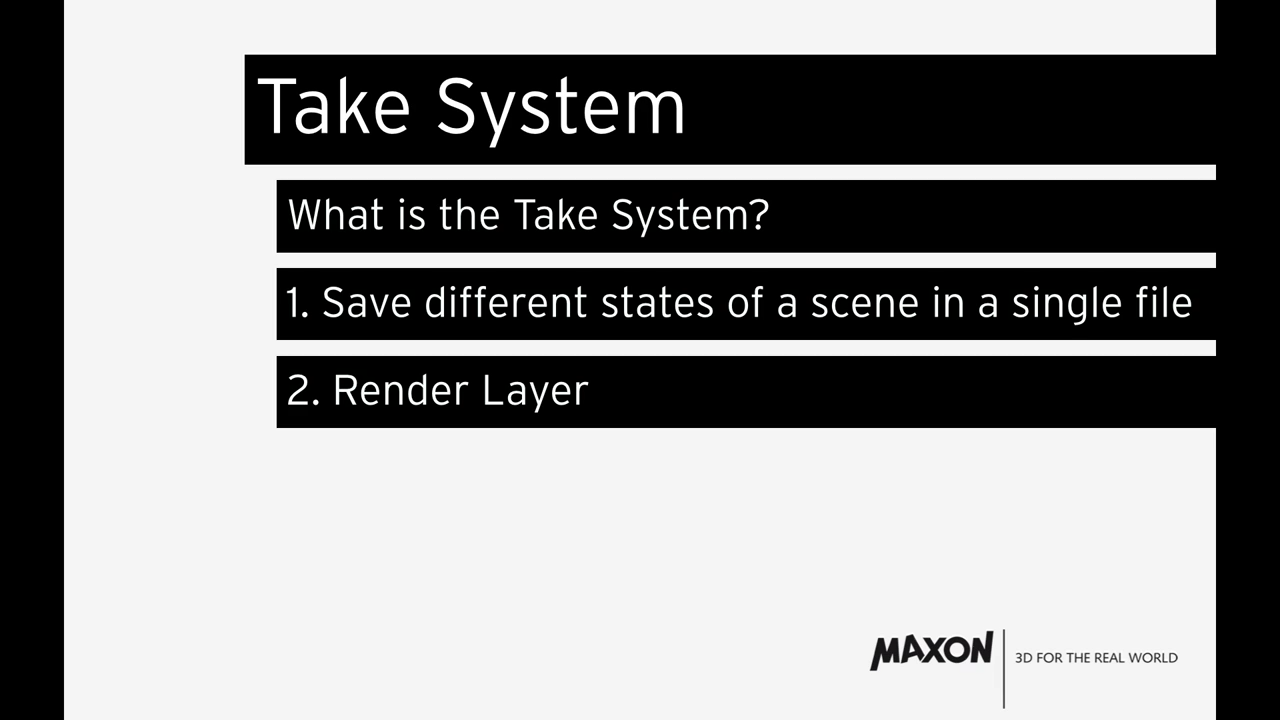 Take System
What is the Take System?
1. Save different states of a scene in a single file
2. Render Layer
MAXON
3D FOR THE REAL WORLD